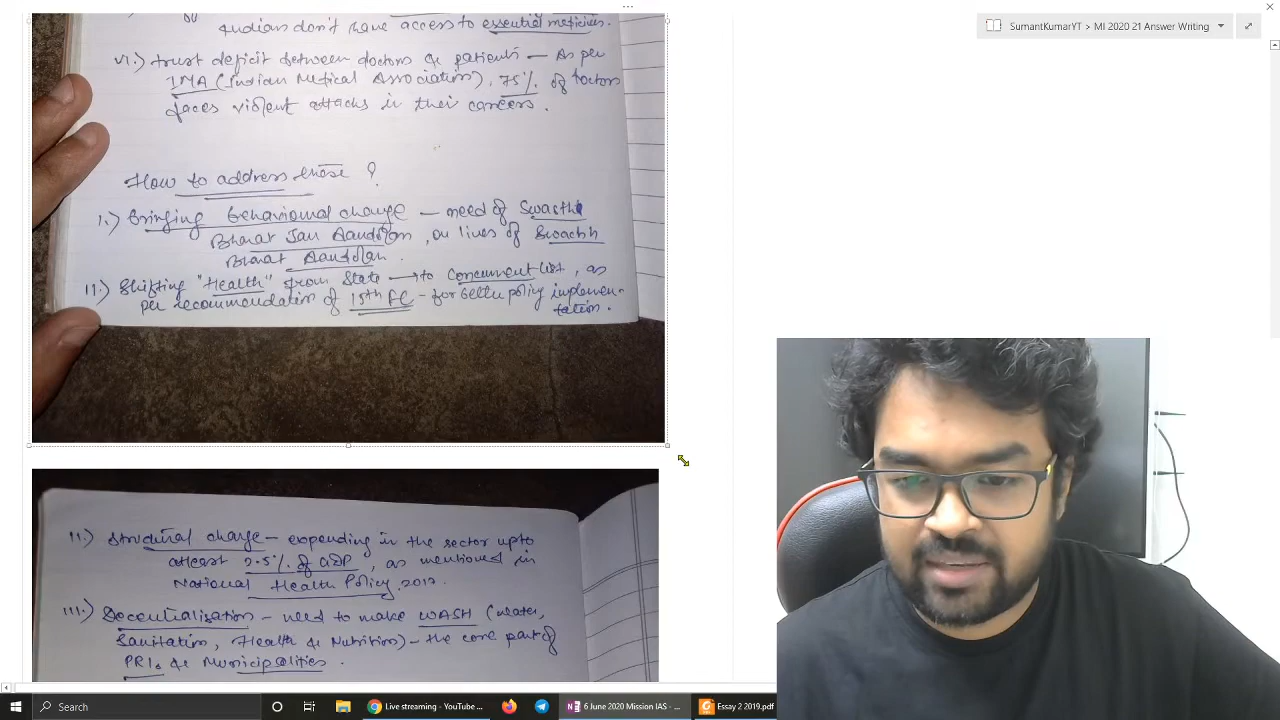 Indians don't have access to essential medicines.
VI.) trust deficit between doctors & patients — As per
IMA (Indian Medical Association), 75% of doctors
faces violent attacks in their careers.
How to address these ?
I.) Bringing behavioural change — need of Swasth
Bharat Jan Aandolan, on lines of Swachh
Bharat Aandolan.
II.) Shifting "Health" from State → to Concurrent list, as
per recommendation of 15th FC - for better policy implemen-
tation.
II.) Structural change - expending in the sector upto
atleast 2.5% of GDP, as mentioned in
National Health Policy, 2017.
III.) Decentralisation - need to make WASH (water,
Sanitation, Health & Nutrition) - the core part of
PRIs & Municipalities.
SumantKumarYT > MI 2020 21 Answer Writing
Search
Live streaming - YouTube ...
6 June 2020 Mission IAS - ...
Essay 2 2019.pdf